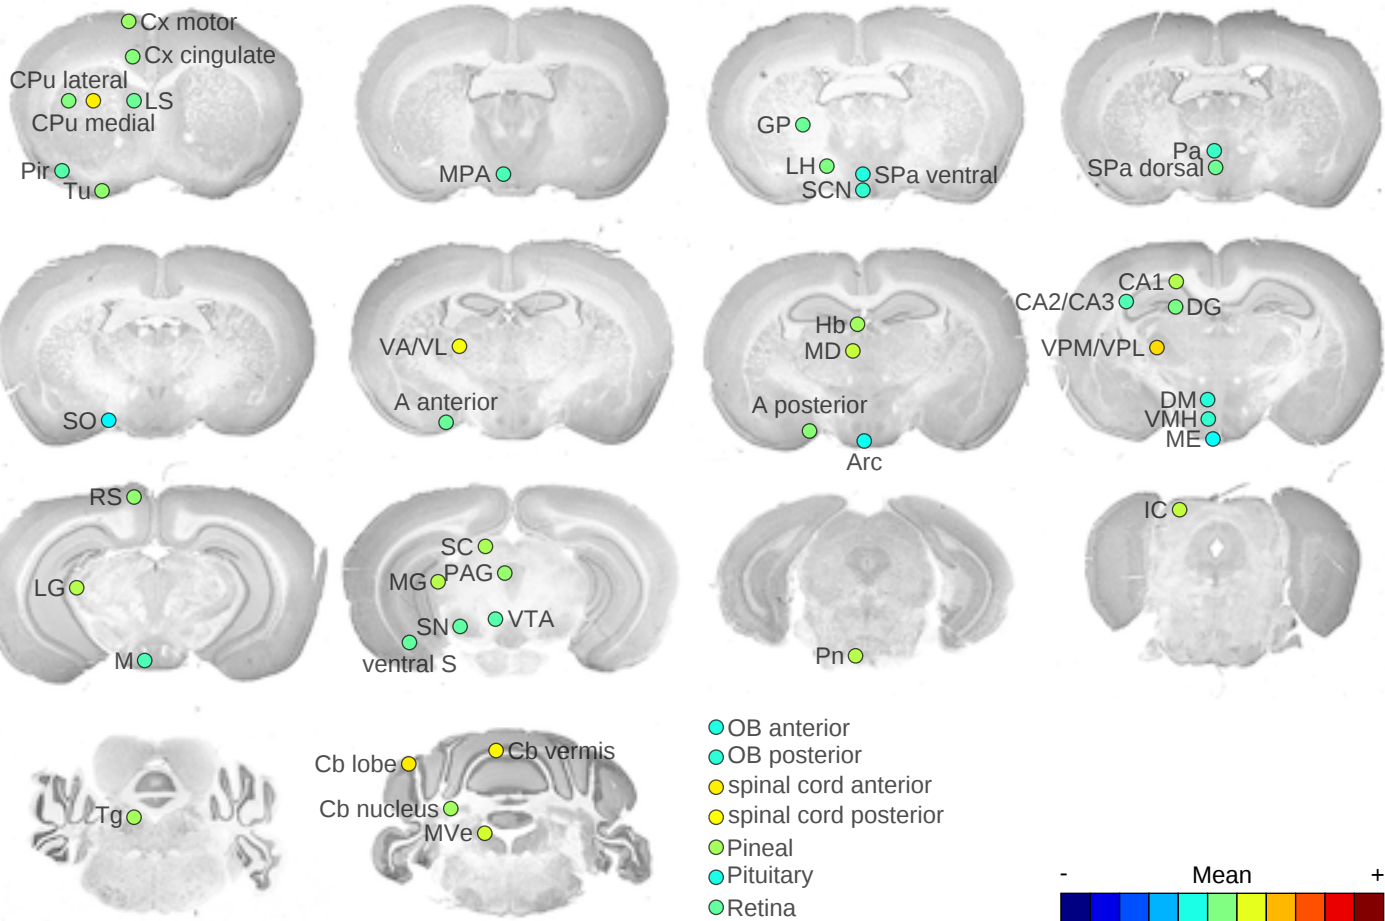 Cx motor
Cx cingulate
CPu lateral
LS
CPu medial
Pir
Tu
MPA
GP
LH
SPa ventral
SCN
Pa
SPa dorsal
SO
VA/VL
A anterior
Hb
MD
A posterior
Arc
CA1
CA2/CA3
DG
VPM/VPL
DM
VMH
ME
RS
LG
M
SC
MG
PAG
SN
VTA
ventral S
Pn
IC
Tg
Cb lobe
Cb vermis
Cb nucleus
MVe
OB anterior
OB posterior
spinal cord anterior
spinal cord posterior
Pineal
Pituitary
Retina
- Mean +